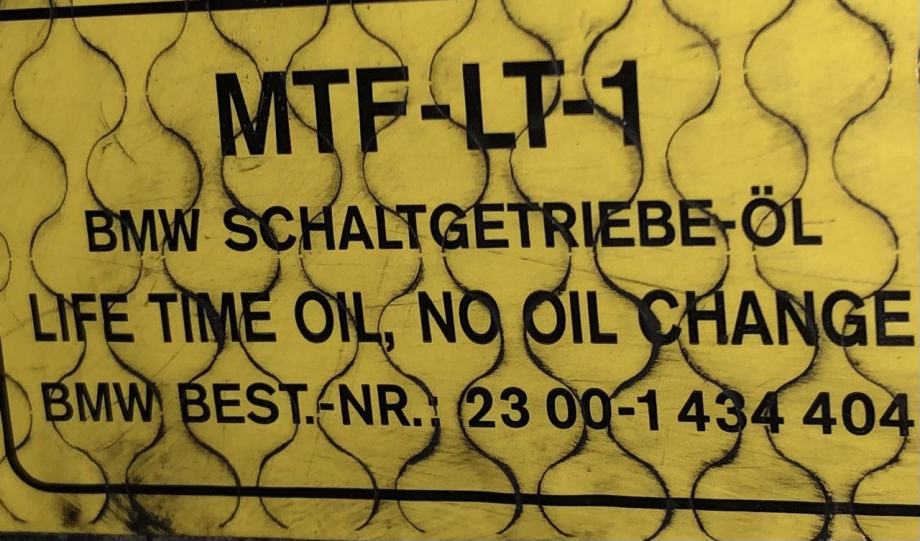 MTF-LT-1
BMW SCHALTGETRIEBE-ÖL
LIFE TIME OIL, NO OIL CHANGE
BMW BEST.-NR.: 23 00-1 434 404